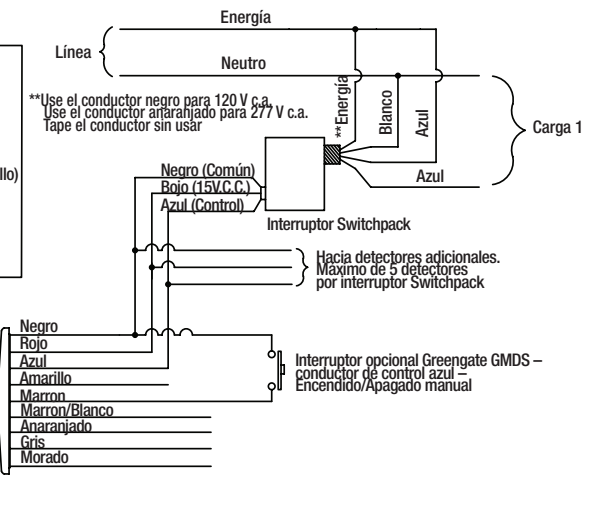 Energía
Línea
Neutro
**Use el conductor negro para 120 V c.a.
Use el conductor anaranjado para 277 V c.a.
Tape el conductor sin usar
**Energía
Blanco
Azul
Carga 1
llo)
Negro (Común)
Bojo (15V.C.C.)
Azul (Control)
Azul
Interruptor Switchpack
Hacia detectores adicionales.
Máximo de 5 detectores
por interruptor Switchpack
Negro
Rojo
Azul
Amarillo
Marron
Marron/Blanco
Anaranjado
Gris
Morado
Interruptor opcional Greengate GMDS –
conductor de control azul –
Encendido/Apagado manual